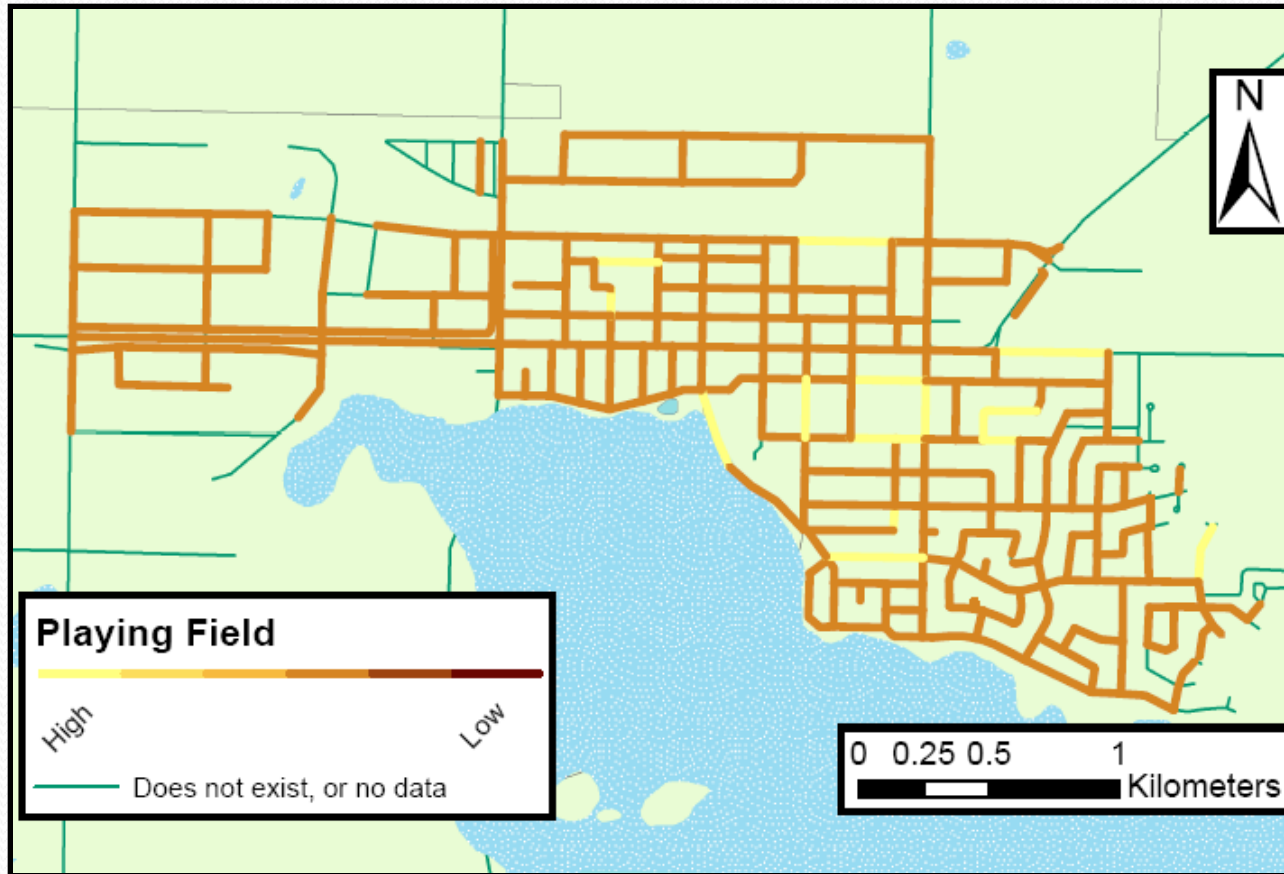 N
Playing Field
High
Low
Does not exist, or no data
0 0.25 0.5 1
Kilometers